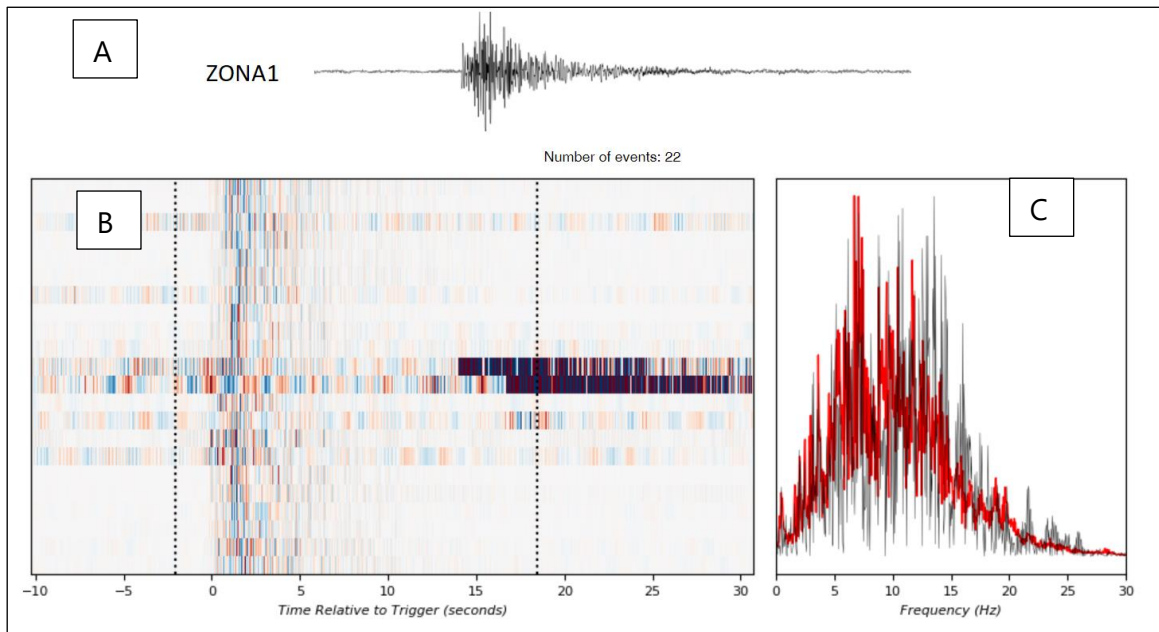 A
ZONA1
Number of events: 22
B
C
−10 −5 0 5 10 15 20 25 30
Time Relative to Trigger (seconds)
0 5 10 15 20 25 30
Frequency (Hz)